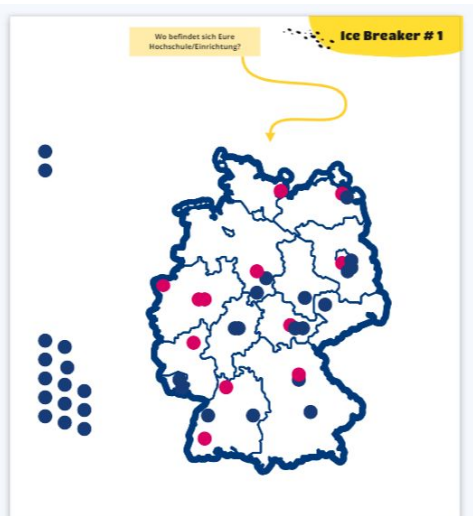 Wo befindet sich Eure
Hochschule/Einrichtung?
Ice Breaker # 1